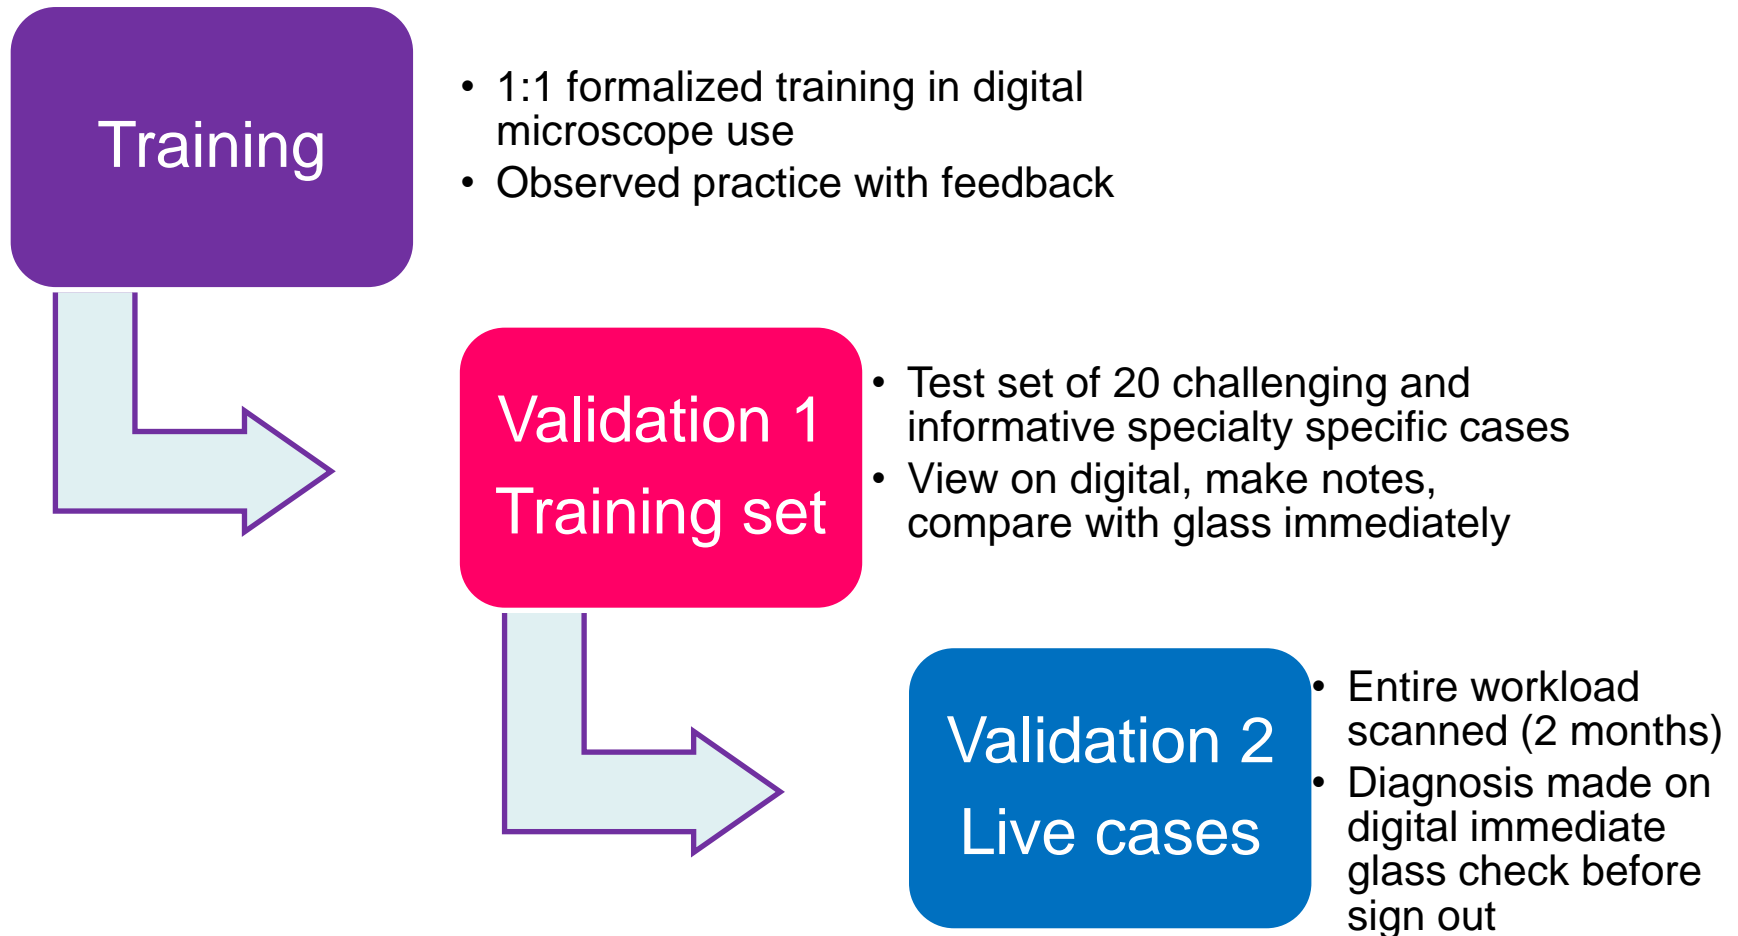 Training
• 1:1 formalized training in digital
microscope use
• Observed practice with feedback
Validation 1
Training set
• Test set of 20 challenging and
informative specialty specific cases
• View on digital, make notes,
compare with glass immediately
Validation 2
Live cases
• Entire workload
scanned (2 months)
• Diagnosis made on
digital immediate
glass check before
sign out